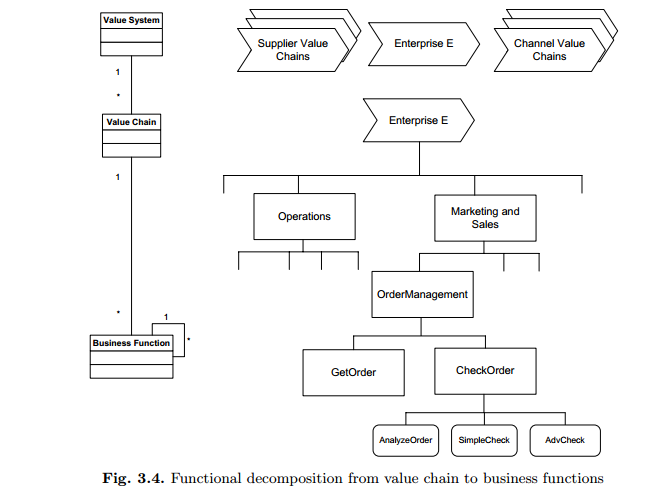 Value System
1
*
Value Chain
1
*
1
*
Business Function
Supplier Value
Chains
Enterprise E
Channel Value
Chains
Enterprise E
Operations
Marketing and
Sales
OrderManagement
GetOrder
CheckOrder
AnalyzeOrder
SimpleCheck
AdvCheck
Fig. 3.4. Functional decomposition from value chain to business functions